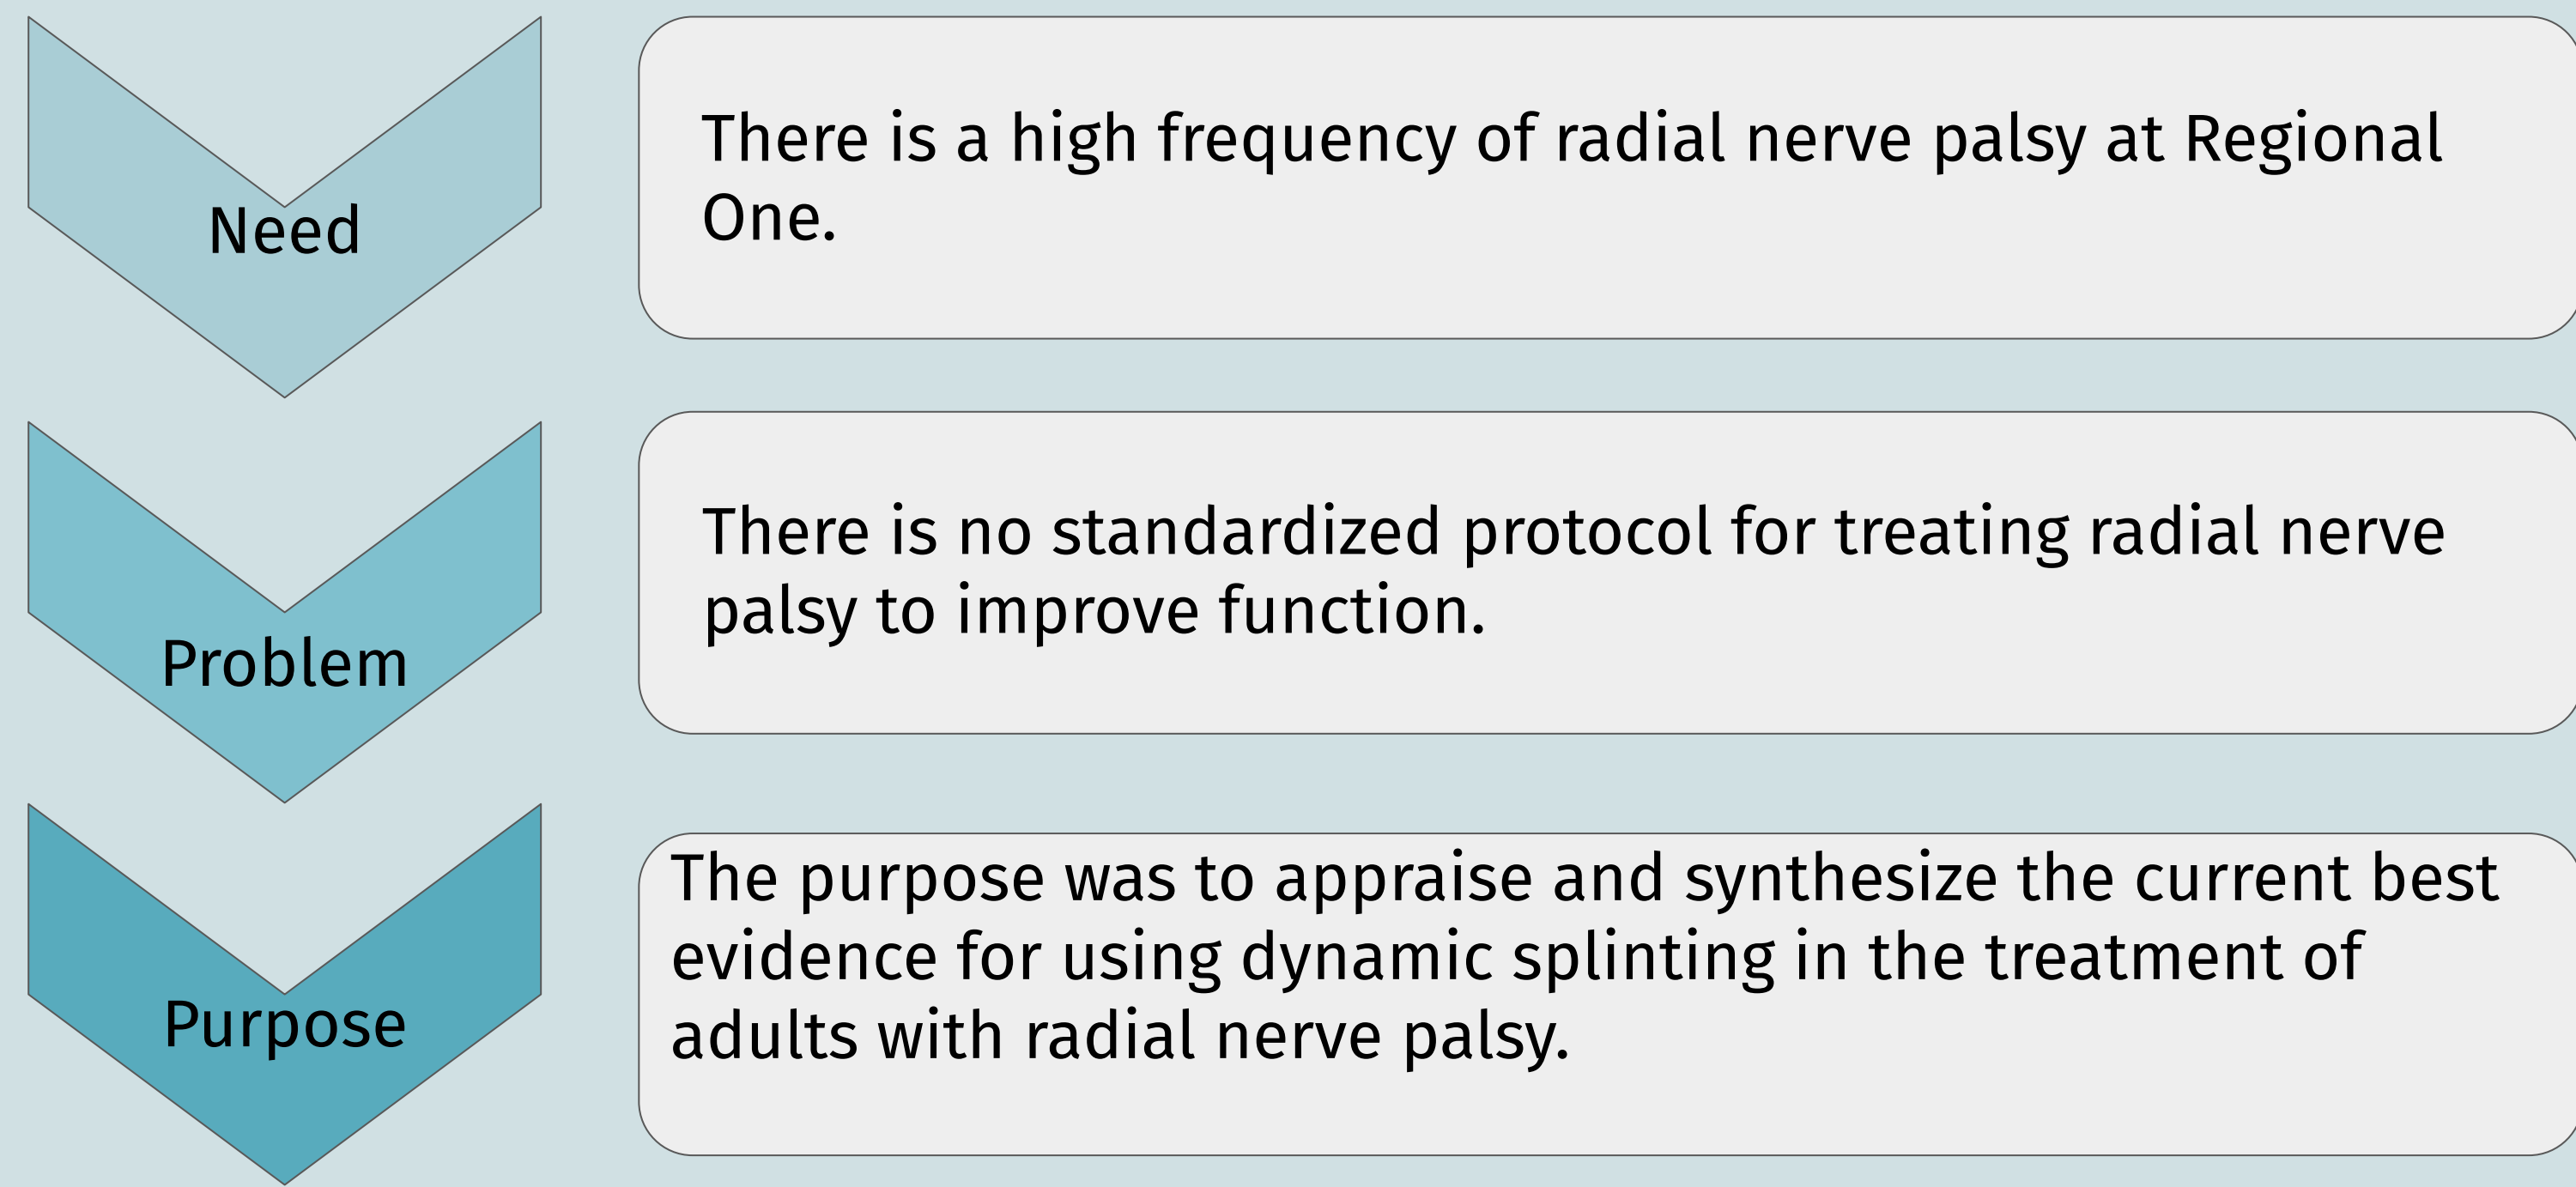 Need
There is a high frequency of radial nerve palsy at Regional
One.
Problem
There is no standardized protocol for treating radial nerve
palsy to improve function.
Purpose
The purpose was to appraise and synthesize the current best
evidence for using dynamic splinting in the treatment of
adults with radial nerve palsy.